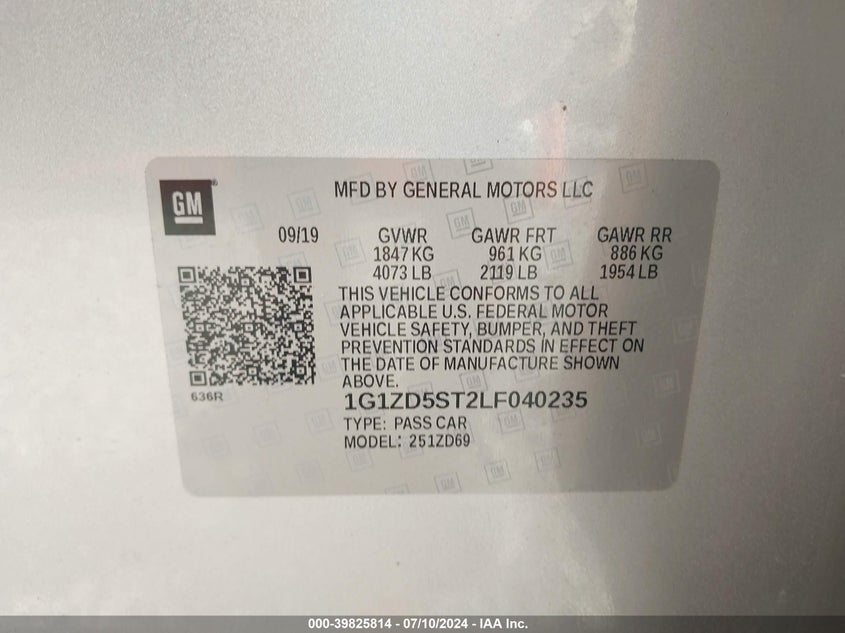 GM
MFD BY GENERAL MOTORS LLC
09/19 GVWR GAWR FRT GAWR RR
1847 KG 961 KG 886 KG
4073 LB 2119 LB 1954 LB
THIS VEHICLE CONFORMS TO ALL
APPLICABLE U.S. FEDERAL MOTOR
VEHICLE SAFETY, BUMPER, AND THEFT
PREVENTION STANDARDS IN EFFECT ON
THE DATE OF MANUFACTURE SHOWN
ABOVE.
636R
1G1ZD5ST2LF040235
TYPE: PASS CAR
MODEL: 251ZD69
000-39825814 - 07/10/2024 - IAA Inc.